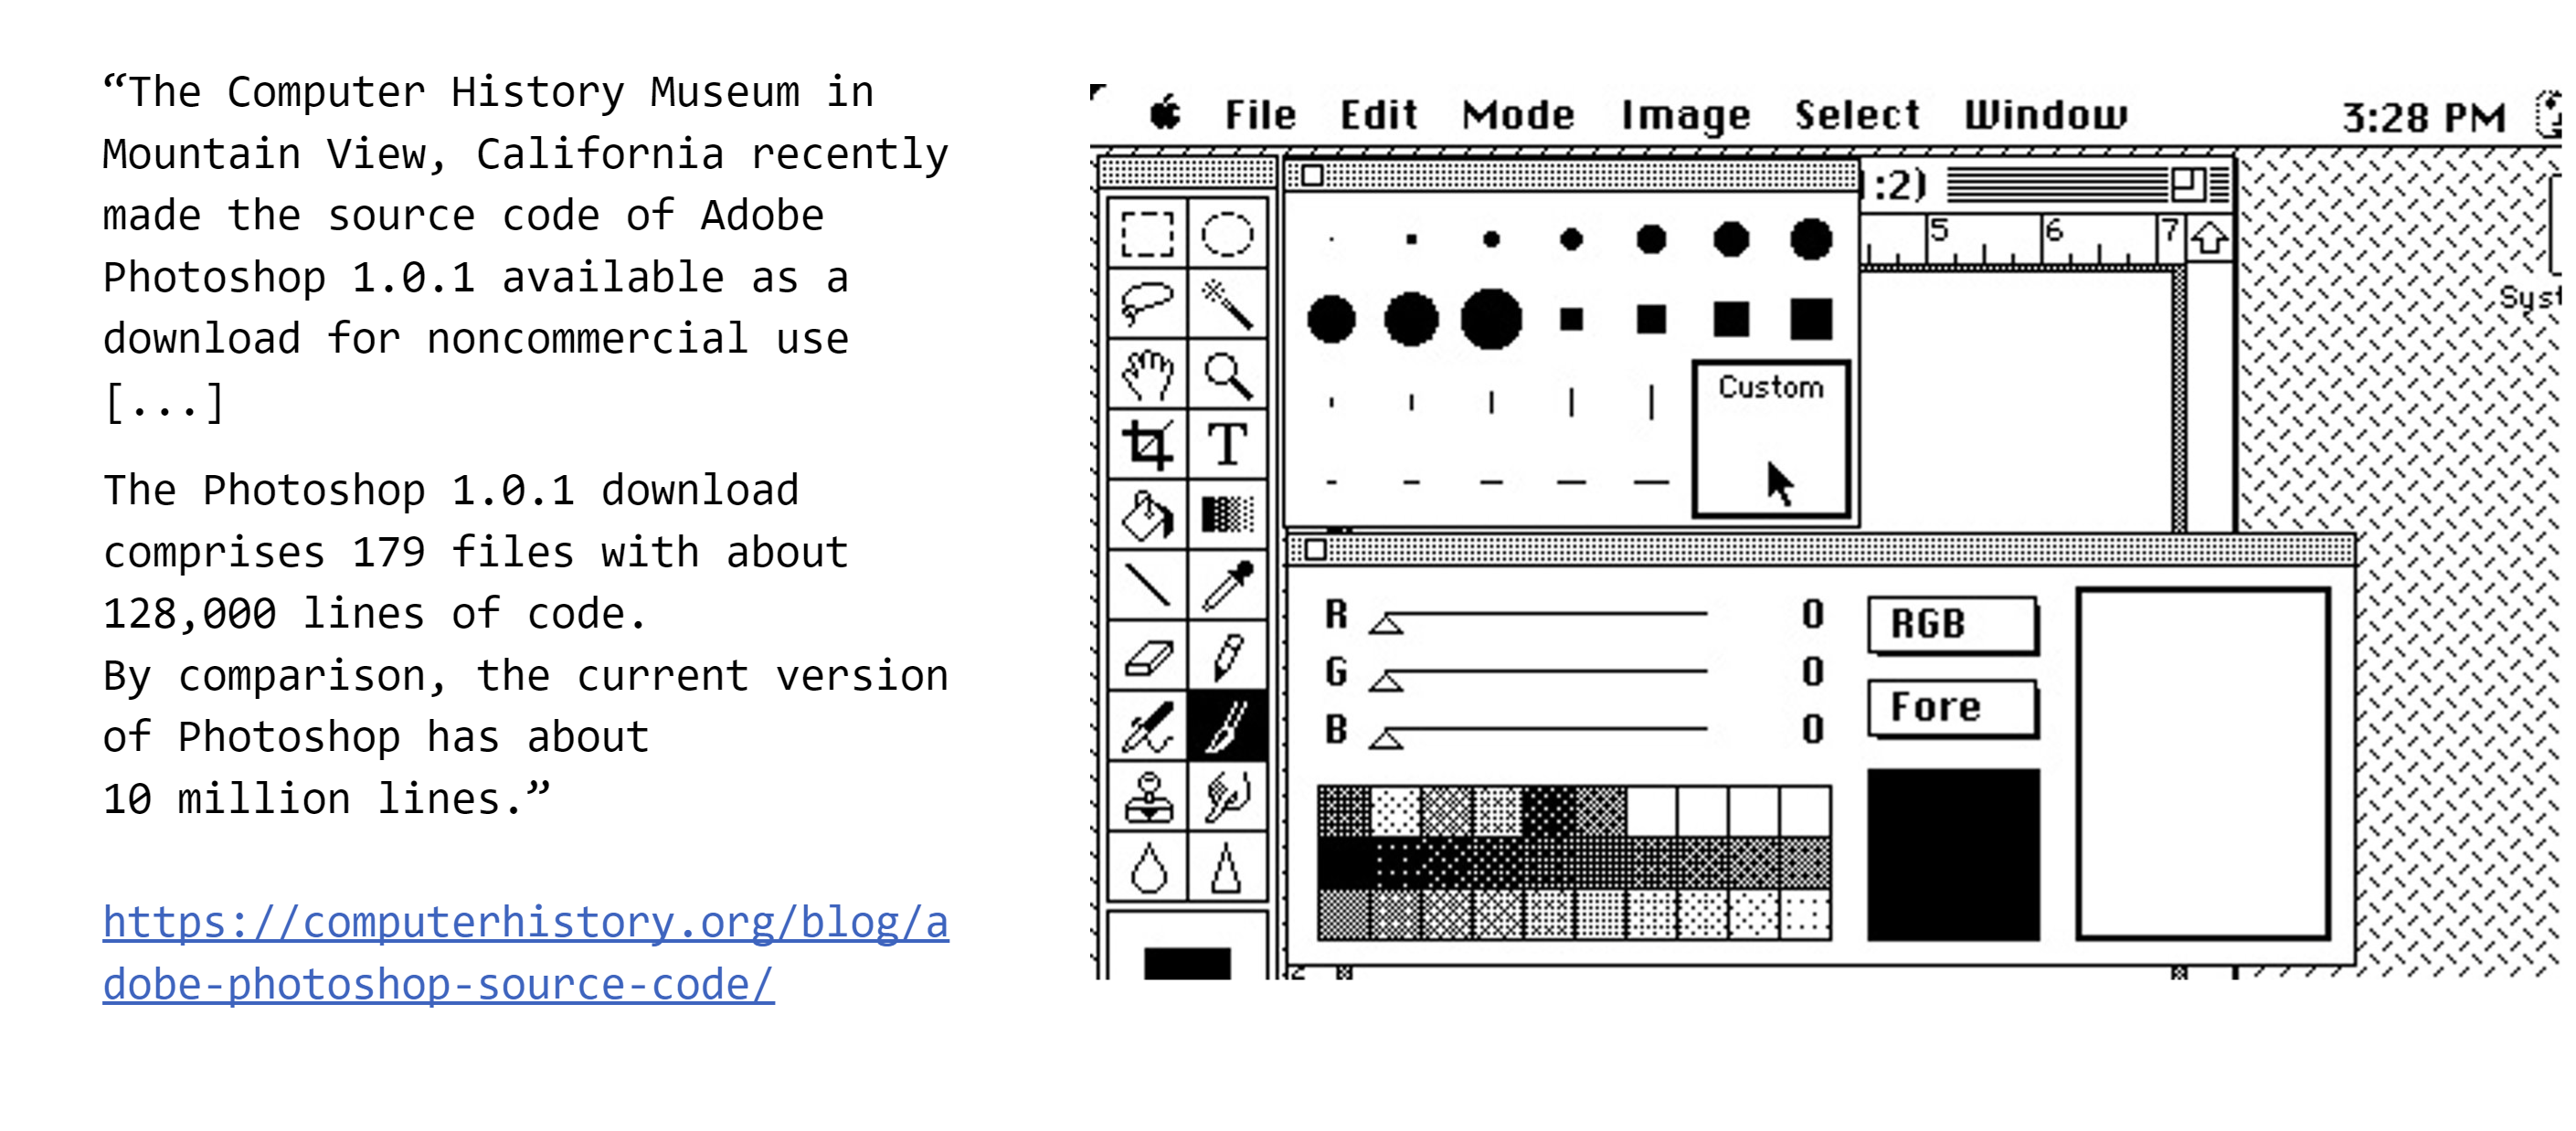 “The Computer History Museum in
Mountain View, California recently
made the source code of Adobe
Photoshop 1.0.1 available as a
download for noncommercial use
[...]
The Photoshop 1.0.1 download
comprises 179 files with about
128,000 lines of code.
By comparison, the current version
of Photoshop has about
10 million lines.”
https://computerhistory.org/blog/a
dobe-photoshop-source-code/
File Edit Mode Image Select Window 3:28 PM
:2)
5 6 7
Syst
Custom
T
R 0 RGB
G 0
B 0 Fore
2